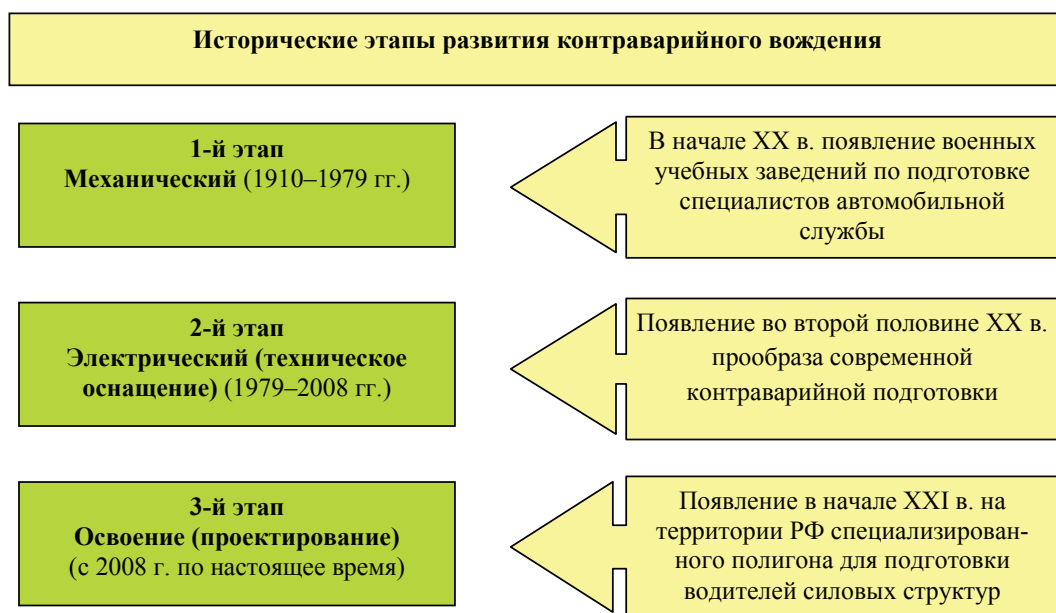 Исторические этапы развития контраварийного вождения
1-й этап
Механический (1910–1979 гг.)
В начале XX в. появление военных
учебных заведений по подготовке
специалистов автомобильной
службы
2-й этап
Электрический (техническое
оснащение) (1979–2008 гг.)
Появление во второй половине XX в.
прообраза современной
контраварийной подготовки
3-й этап
Освоение (проектирование)
(с 2008 г. по настоящее время)
Появление в начале XXI в. на
территории РФ специализирован-
ного полигона для подготовки
водителей силовых структур